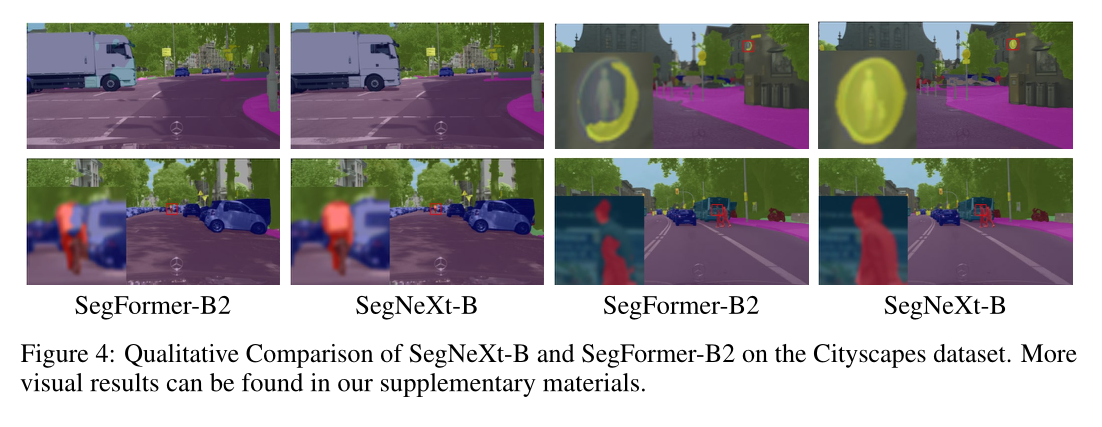 SegFormer-B2 SegNeXt-B SegFormer-B2 SegNeXt-B
Figure 4: Qualitative Comparison of SegNeXt-B and SegFormer-B2 on the Cityscapes dataset. More
visual results can be found in our supplementary materials.